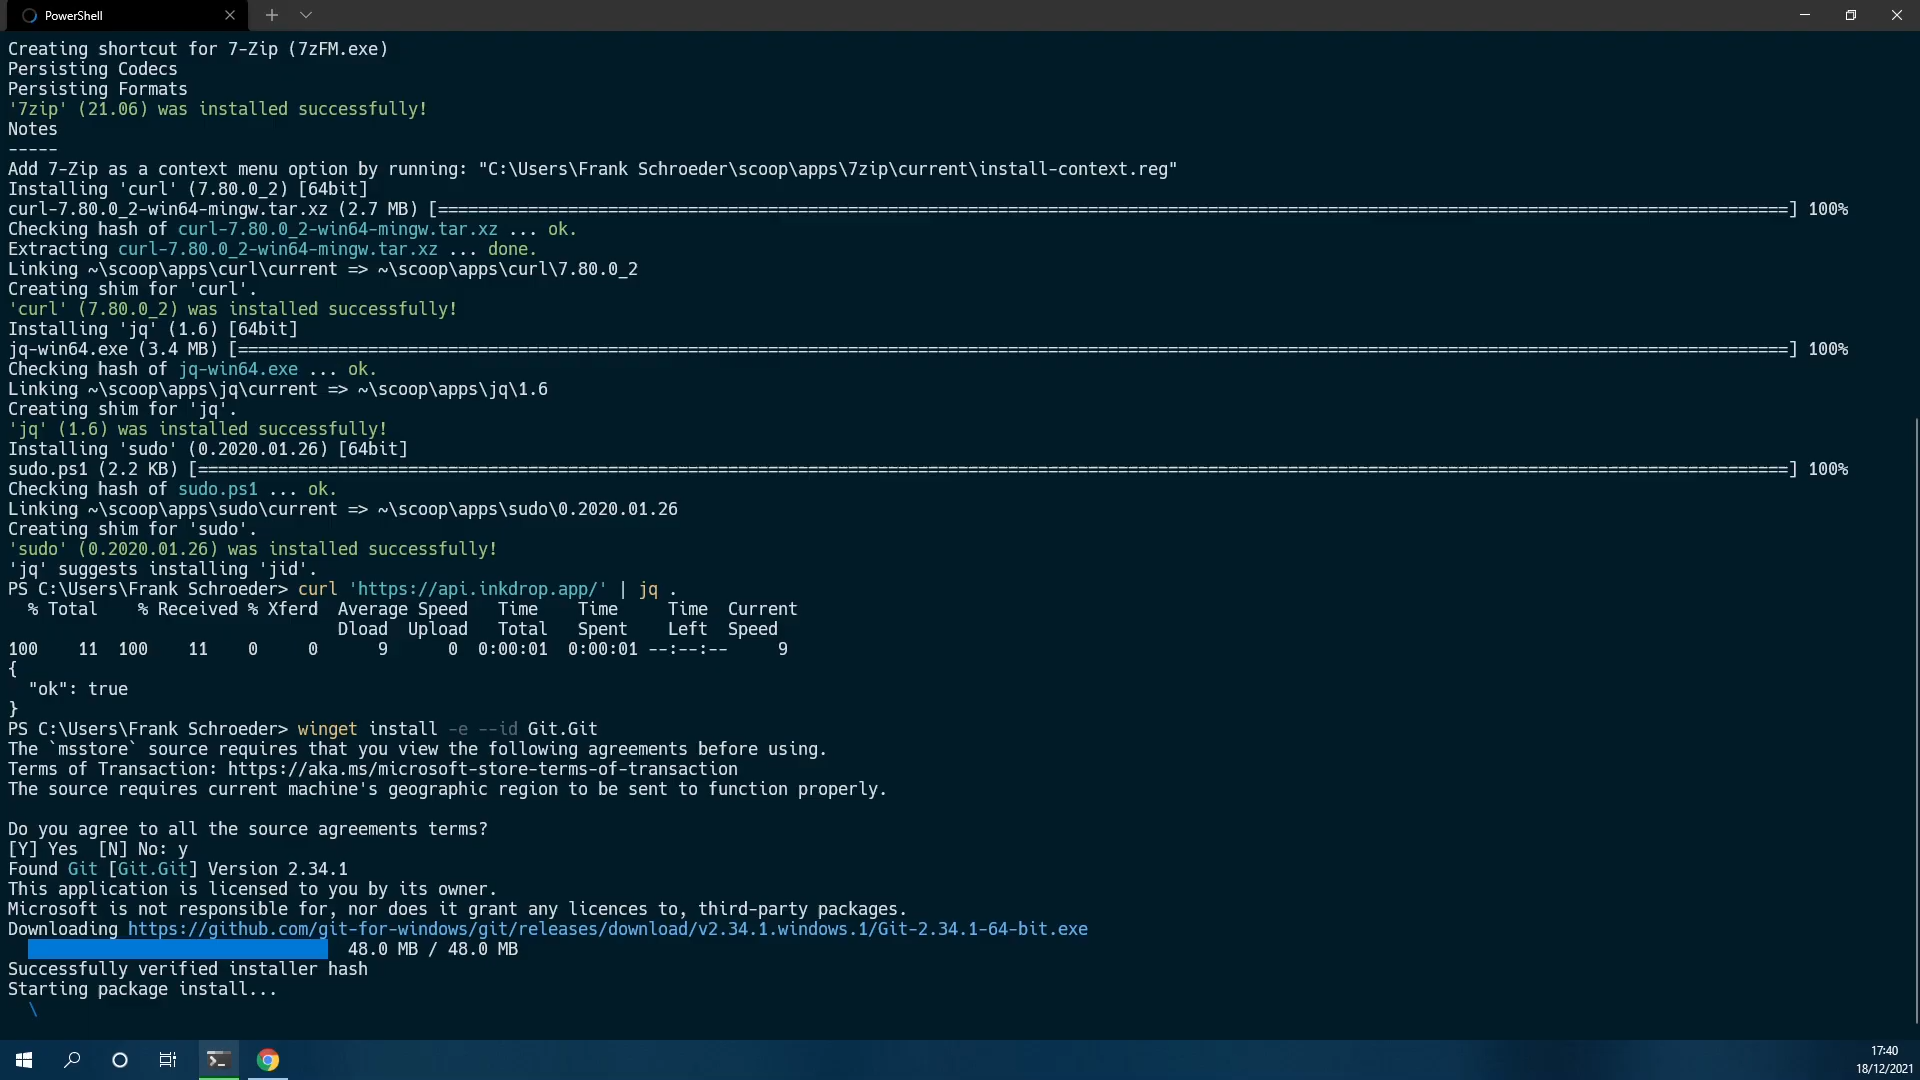 PowerShell
Creating shortcut for 7-Zip (7zFM.exe)
Persisting Codecs
Persisting Formats
'7zip' (21.06) was installed successfully!
Notes
-----
Add 7-Zip as a context menu option by running: "C:\Users\Frank Schroeder\scoop\apps\7zip\current\install-context.reg"
Installing 'curl' (7.80.0_2) [64bit]
curl-7.80.0_2-win64-mingw.tar.xz (2.7 MB) [=======================================================================================================================================] 100%
Checking hash of curl-7.80.0_2-win64-mingw.tar.xz ... ok.
Extracting curl-7.80.0_2-win64-mingw.tar.xz ... done.
Linking ~\scoop\apps\curl\current => ~\scoop\apps\curl\7.80.0_2
Creating shim for 'curl'.
'curl' (7.80.0_2) was installed successfully!
Installing 'jq' (1.6) [64bit]
jq-win64.exe (3.4 MB) [===========================================================================================================================================================] 100%
Checking hash of jq-win64.exe ... ok.
Linking ~\scoop\apps\jq\current => ~\scoop\apps\jq\1.6
Creating shim for 'jq'.
'jq' (1.6) was installed successfully!
Installing 'sudo' (0.2020.01.26) [64bit]
sudo.ps1 (2.2 KB) [===============================================================================================================================================================] 100%
Checking hash of sudo.ps1 ... ok.
Linking ~\scoop\apps\sudo\current => ~\scoop\apps\sudo\0.2020.01.26
Creating shim for 'sudo'.
'sudo' (0.2020.01.26) was installed successfully!
'jq' suggests installing 'jid'.
PS C:\Users\Frank Schroeder> curl 'https://api.inkdrop.app/' | jq .
  % Total    % Received % Xferd  Average Speed   Time    Time     Time  Current
                                 Dload  Upload   Total   Spent    Left  Speed
100    11  100    11    0     0      9      0  0:00:01  0:00:01 --:--:--     9
{
  "ok": true
}
PS C:\Users\Frank Schroeder> winget install -e --id Git.Git
The `msstore` source requires that you view the following agreements before using.
Terms of Transaction: https://aka.ms/microsoft-store-terms-of-transaction
The source requires current machine's geographic region to be sent to function properly.
Do you agree to all the source agreements terms?
[Y] Yes  [N] No: y
Found Git [Git.Git] Version 2.34.1
This application is licensed to you by its owner.
Microsoft is not responsible for, nor does it grant any licences to, third-party packages.
Downloading https://github.com/git-for-windows/git/releases/download/v2.34.1.windows.1/Git-2.34.1-64-bit.exe
48.0 MB / 48.0 MB
Successfully verified installer hash
Starting package install...
\
17:40
18/12/2021